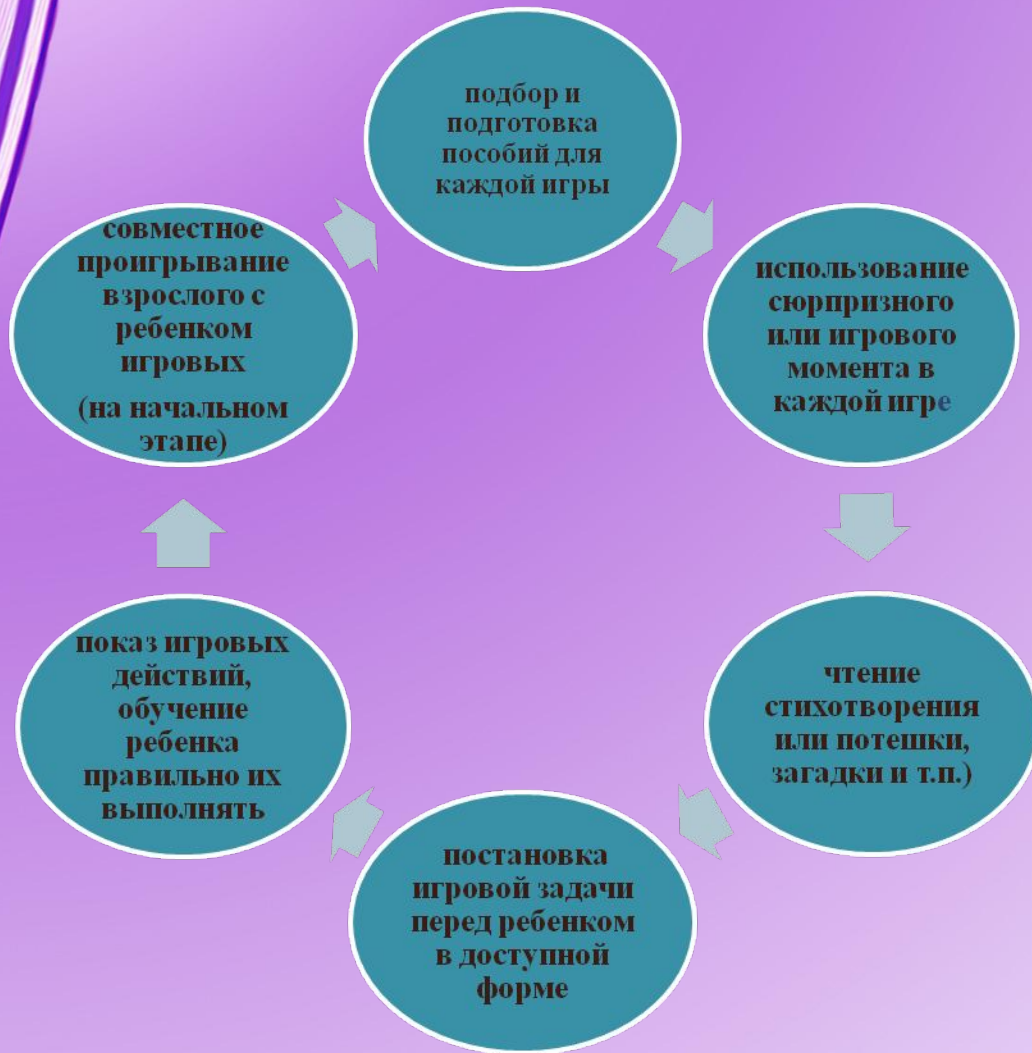 подбор и
подготовка
пособий для
каждой игры
использование
сюрпризного
или игрового
момента в
каждой игре
чтение
стихотворения
или потешки,
загадки и т.п.)
постановка
игровой задачи
перед ребенком
в доступной
форме
показ игровых
действий,
обучение
ребенка
правильно их
выполнять
совместное
проигрывание
взрослого с
ребенком
игровых
(на начальном
этапе)